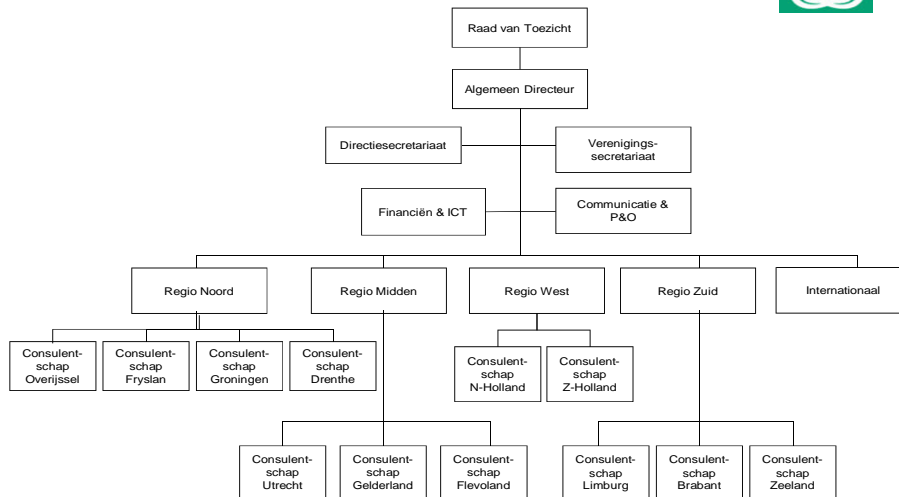 Raad van Toezicht
Algemeen Directeur
Directiesecretariaat
Verenigings-
secretariaat
Financiën & ICT
Communicatie &
P&O
Regio Noord
Regio Midden
Regio West
Regio Zuid
Internationaal
Consulent-
schap
Overijssel
Consulent-
schap
Fryslan
Consulent-
schap
Groningen
Consulent-
schap
Drenthe
Consulent-
schap
N-Holland
Consulent-
schap
Z-Holland
Consulent-
schap
Utrecht
Consulent-
schap
Gelderland
Consulent-
schap
Flevoland
Consulent-
schap
Limburg
Consulent-
schap
Brabant
Consulent-
schap
Zeeland